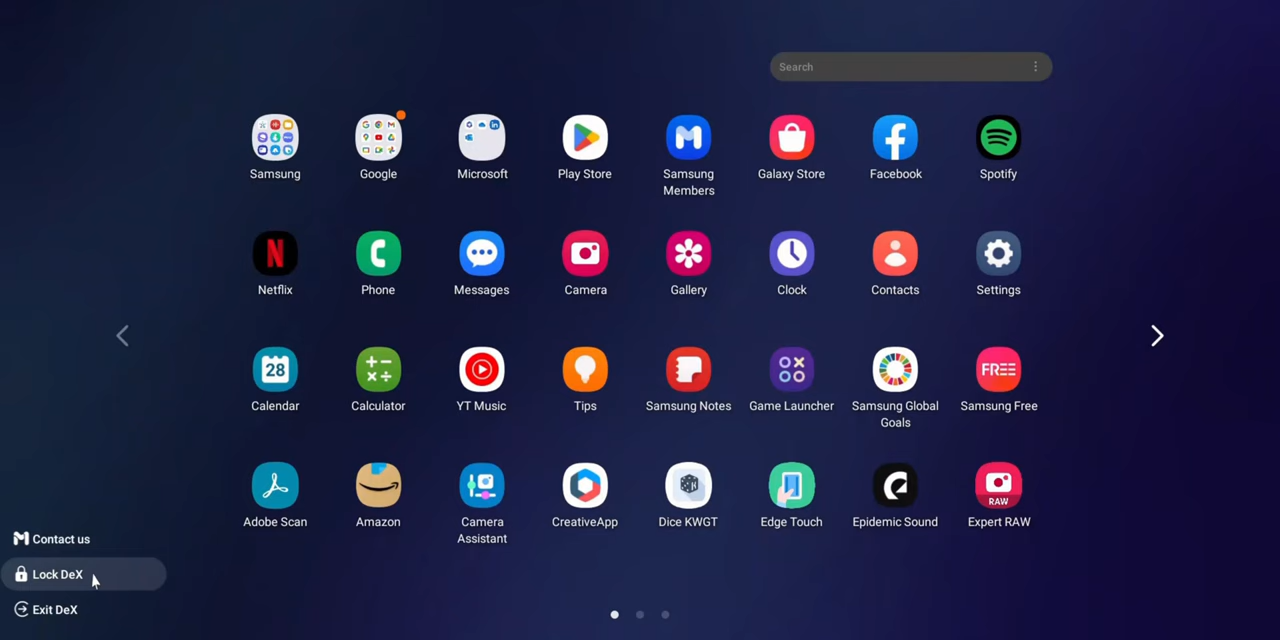 Search
Samsung
Google
Microsoft
Play Store
Samsung
Members
Galaxy Store
Facebook
Spotify
Netflix
Phone
Messages
Camera
Gallery
Clock
Contacts
Settings
28
Calendar
Calculator
YT Music
Tips
Samsung Notes
Game Launcher
Samsung Global
Goals
FREE
Samsung Free
Adobe Scan
Amazon
Camera
Assistant
CreativeApp
Dice KWGT
Edge Touch
Epidemic Sound
RAW
Expert RAW
Contact us
Lock DeX
Exit DeX